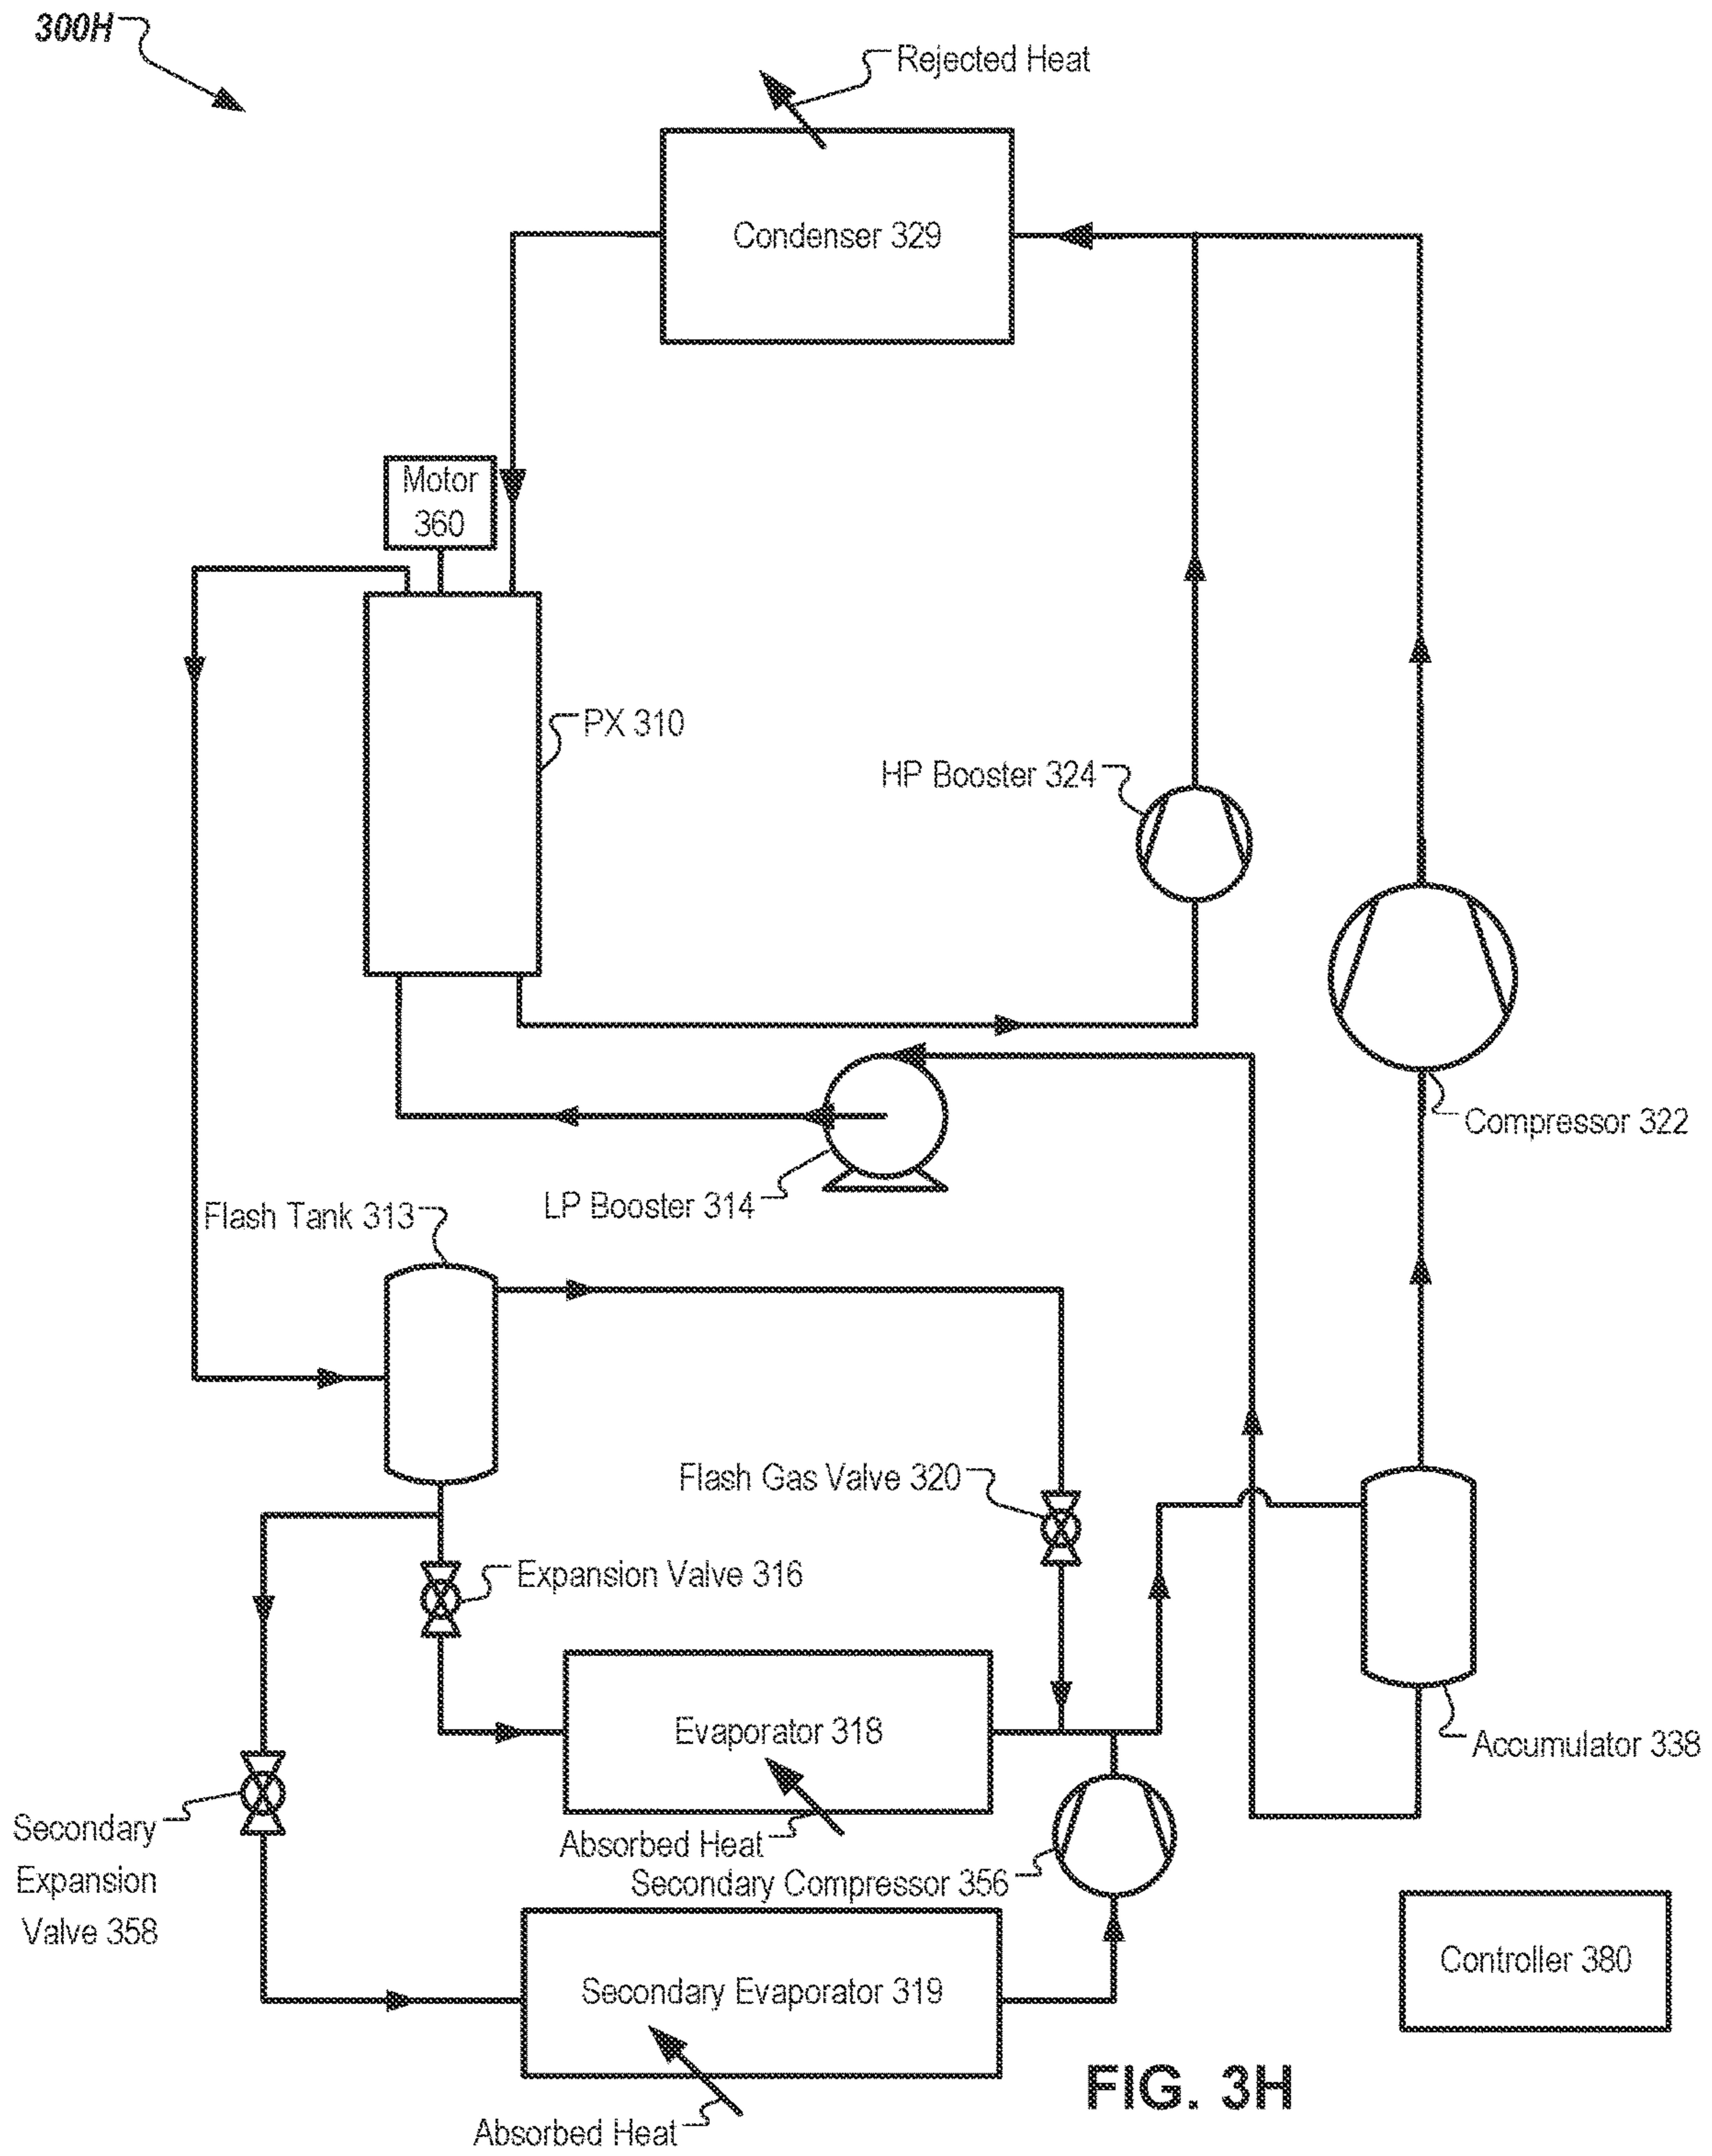 300H
Rejected Heat
Condenser 329
Motor
360
PX 310
HP Booster 324
Compressor 322
LP Booster 314
Flash Tank 313
Flash Gas Valve 320
Expansion Valve 316
Evaporator 318
Accumulator 338
Absorbed Heat
Secondary
Expansion
Valve 358
Secondary Compressor 356
Controller 380
Secondary Evaporator 319
Absorbed Heat
FIG. 3H